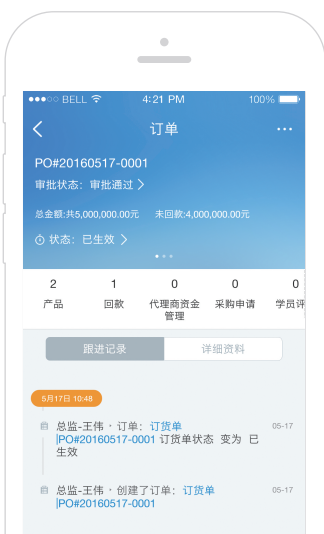 BELL 4:21 PM 100%
订单
PO#20160517-0001
审批状态：审批通过
总金额:共5,000,000.00元 未回款:4,000,000.00元
状态：已生效
2 1 0 0 0
产品 回款 代理商资金 采购申请 学员评
管理
跟进记录 详细资料
5月17日 10:48
总监-王伟·订单：订货单 05-17
|PO#20160517-0001 订货单状态 变为 已
生效
总监-王伟·创建了订单：订货单 05-17
|PO#20160517-0001